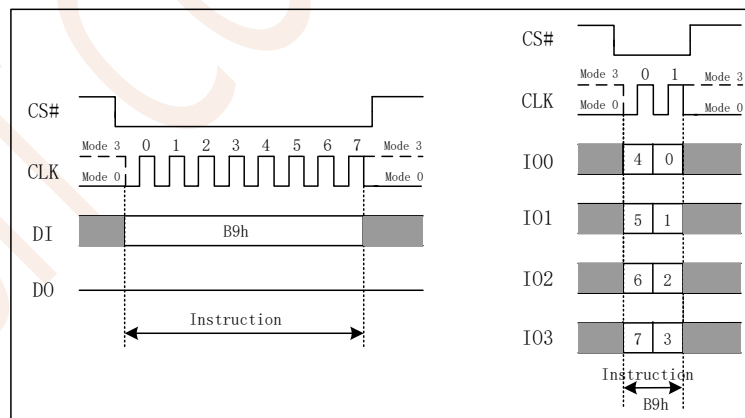 CS#
Mode 3 0 1 2 3 4 5 6 7 Mode 3
CLK
Mode 0 Mode 0
DI B9h
DO
Instruction
CS#
Mode 3 0 1 Mode 3
CLK
Mode 0 Mode 0
IO0 4 0
IO1 5 1
IO2 6 2
IO3 7 3
Instruction
B9h